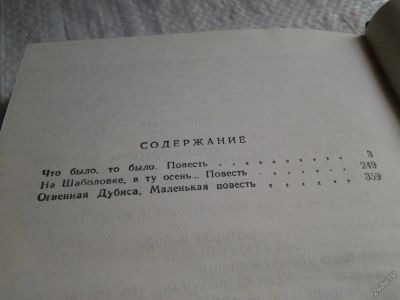 СОДЕРЖАНИЕ
Что было, то было. Повесть . . . . . . . . . . 3
На Шаболовке, в ту осень... Повесть . . . . . . . 249
Огненная Дубиса. Маленькая повесть . . . . . . . 359